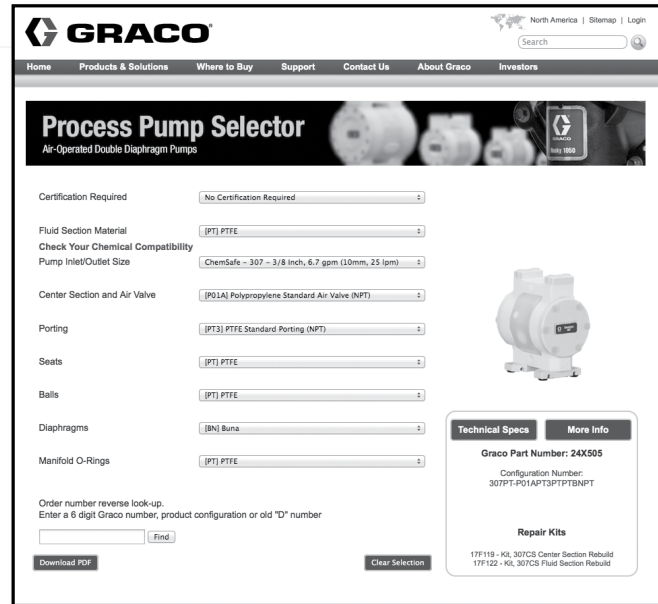 GRACO
North America | Sitemap | Login
Search
Home Products & Solutions Where to Buy Support Contact Us About Graco Investors
Process Pump Selector
Air-Operated Double Diaphragm Pumps
GRACO
Husky 1050
Certification Required No Certification Required
Fluid Section Material [PT] PTFE
Check Your Chemical Compatibility
Pump Inlet/Outlet Size ChemSafe – 307 – 3/8 Inch, 6.7 gpm (10mm, 25 lpm)
Center Section and Air Valve [P01A] Polypropylene Standard Air Valve (NPT)
Porting [PT3] PTFE Standard Porting (NPT)
Seats [PT] PTFE
Balls [PT] PTFE
Diaphragms [BN] Buna
Manifold O-Rings [PT] PTFE
Technical Specs More Info
Graco Part Number: 24X505
Configuration Number:
307PT-P01APT3PTPTBNPT
Order number reverse look-up.
Enter a 6 digit Graco number, product configuration or old "D" number
Find
Repair Kits
17F119 - Kit, 307CS Center Section Rebuild
17F122 - Kit, 307CS Fluid Section Rebuild
Download PDF Clear Selection